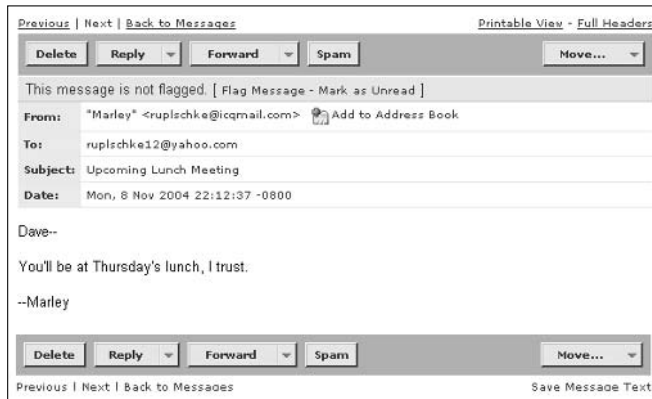 Previous | Next | Back to Messages Printable View - Full Headers
Delete Reply Forward Spam Move...
This message is not flagged. [ Flag Message - Mark as Unread ]
From: "Marley" <ruplschke@icqmail.com> Add to Address Book
To: ruplschke12@yahoo.com
Subject: Upcoming Lunch Meeting
Date: Mon, 8 Nov 2004 22:12:37 -0800
Dave--
You'll be at Thursday's lunch, I trust.
--Marley
Delete Reply Forward Spam Move...
Previous | Next | Back to Messages Save Message Text